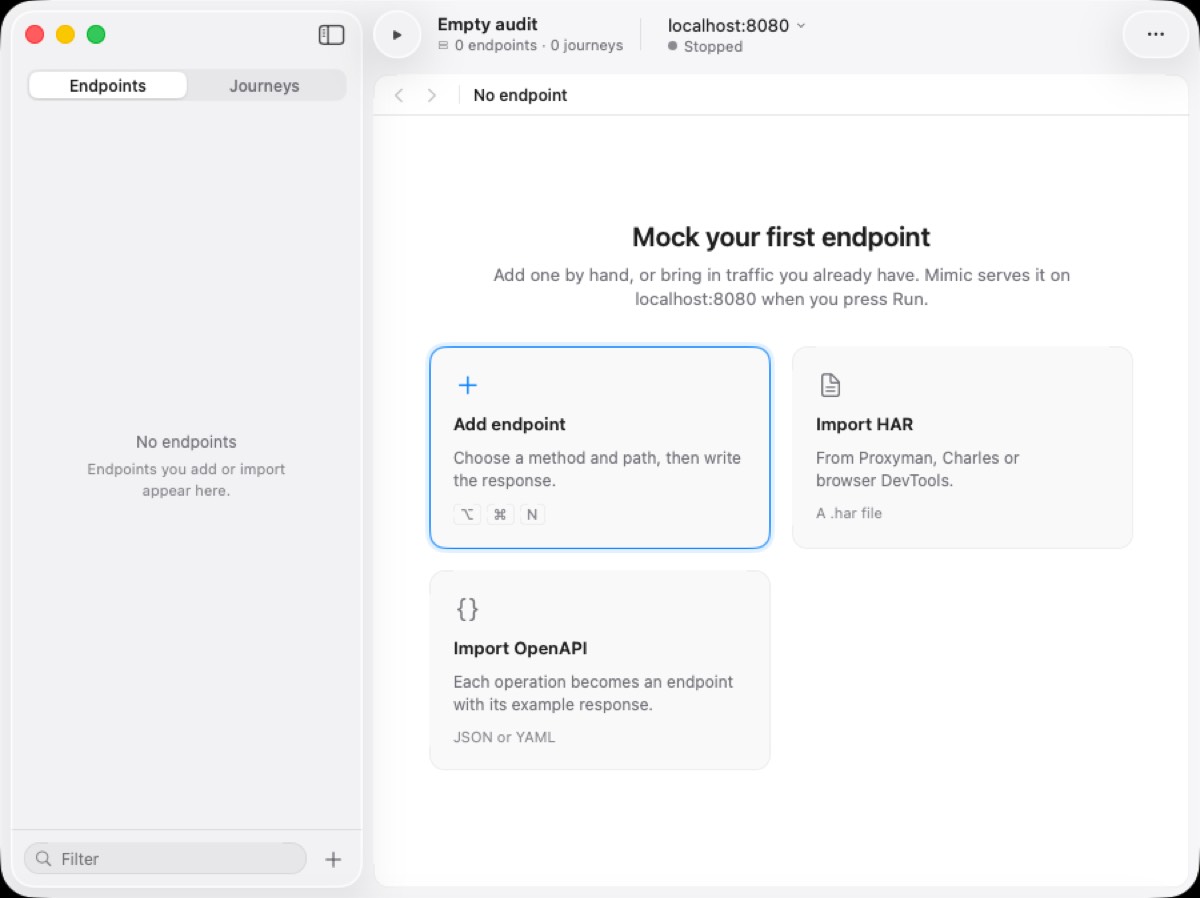 Empty audit
0 endpoints · 0 journeys
localhost:8080
Stopped
Endpoints
Journeys
No endpoint
No endpoints
Endpoints you add or import
appear here.
Filter
Mock your first endpoint
Add one by hand, or bring in traffic you already have. Mimic serves it on
localhost:8080 when you press Run.
Add endpoint
Choose a method and path, then write
the response.
⌥ ⌘ N
Import HAR
From Proxyman, Charles or
browser DevTools.
A .har file
{}
Import OpenAPI
Each operation becomes an endpoint
with its example response.
JSON or YAML